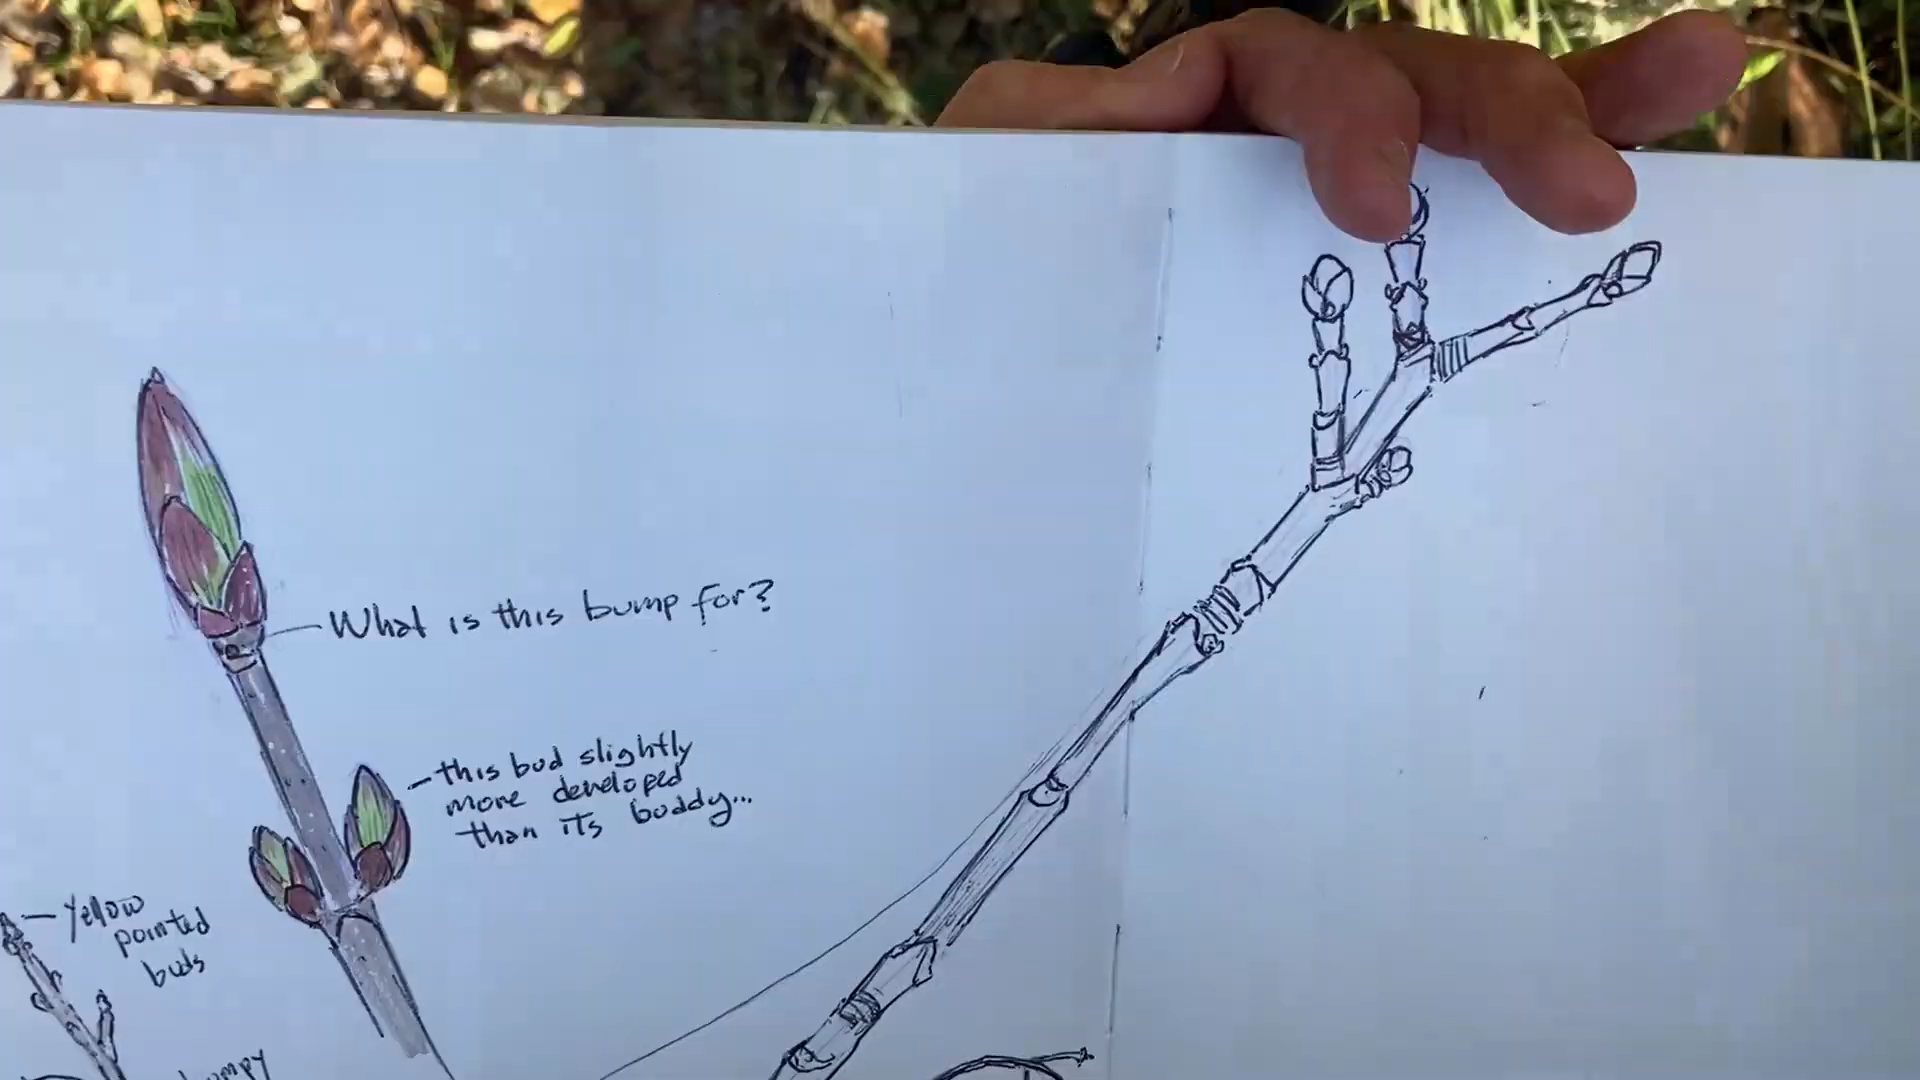 What is this bump for?
this bud slightly
more developed
than its buddy...
Yellow
pointed
buds